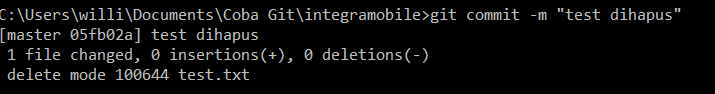 C:\Users\willi\Documents\Coba Git\integramobile>git commit -m "test dihapus"
[master 05fb02a] test dihapus
 1 file changed, 0 insertions(+), 0 deletions(-)
 delete mode 100644 test.txt